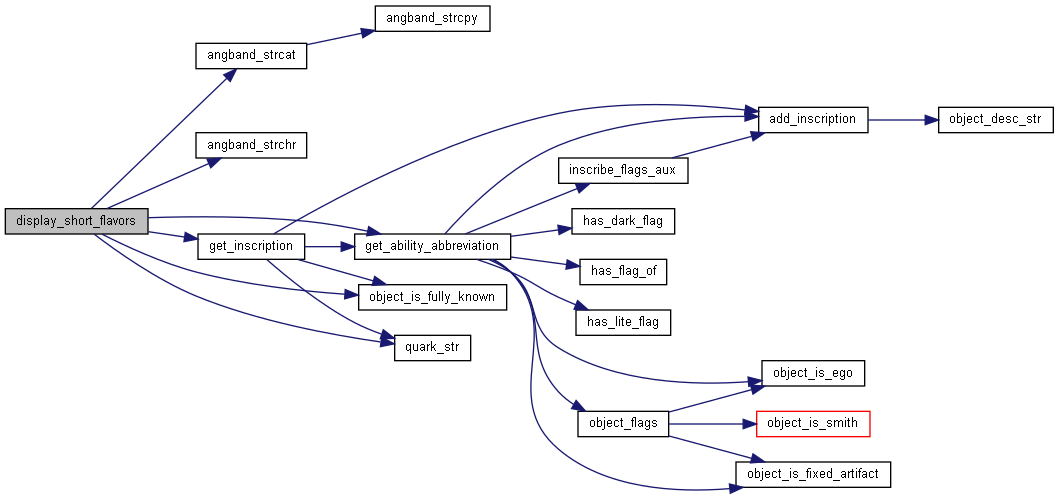 angband_strcpy
angband_strcat
add_inscription
object_desc_str
angband_strchr
inscribe_flags_aux
display_short_flavors
has_dark_flag
get_inscription
get_ability_abbreviation
has_flag_of
object_is_fully_known
has_lite_flag
quark_str
object_is_ego
object_flags
object_is_smith
object_is_fixed_artifact